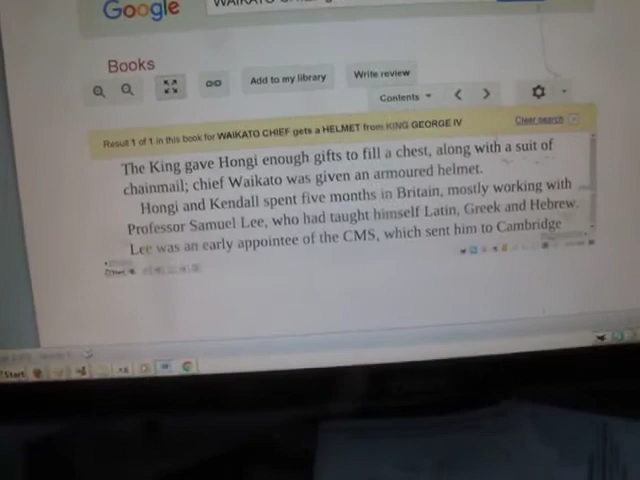 Google
Books
Add to my library
Write review
Contents
Result 1 of 1 in this book for WAIKATO CHIEF gets a HELMET from KING GEORGE IV
Clear search
The King gave Hongi enough gifts to fill a chest, along with a suit of
chainmail; chief Waikato was given an armoured helmet.
Hongi and Kendall spent five months in Britain, mostly working with
Professor Samuel Lee, who had taught himself Latin, Greek and Hebrew.
Lee was an early appointee of the CMS, which sent him to Cambridge
Start